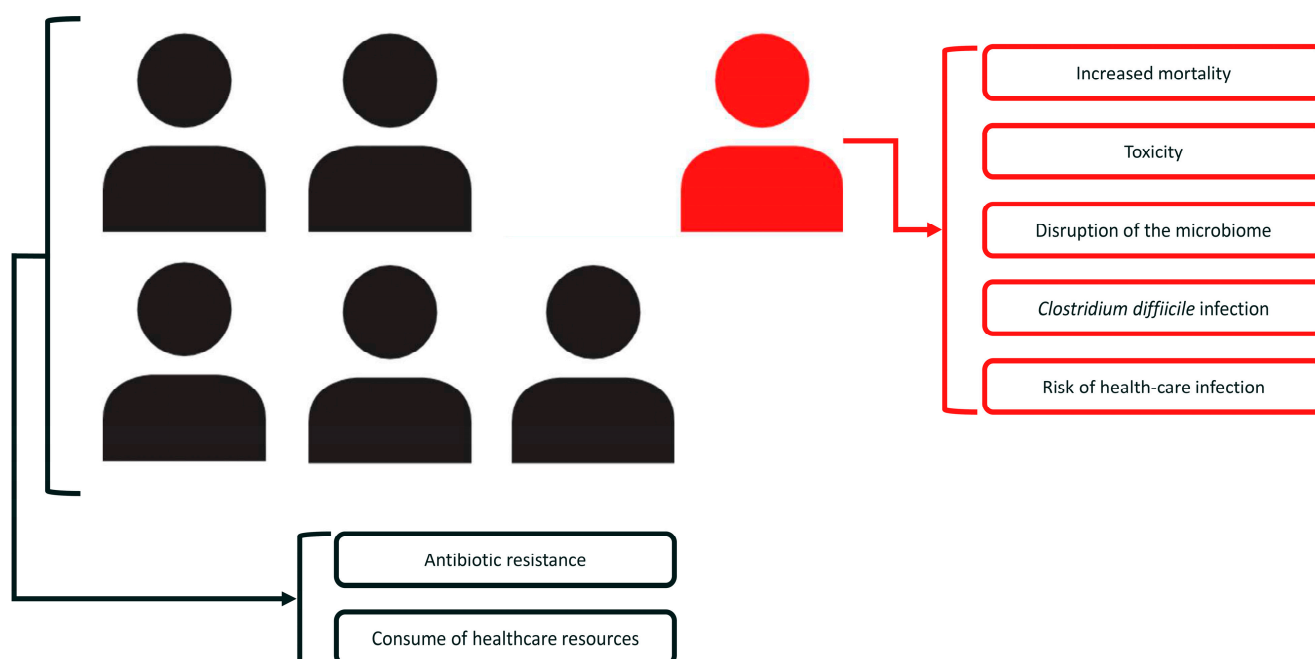 Increased mortality
Toxicity
Disruption of the microbiome
Clostridium diffiicile infection
Risk of health-care infection
Antibiotic resistance
Consume of healthcare resources